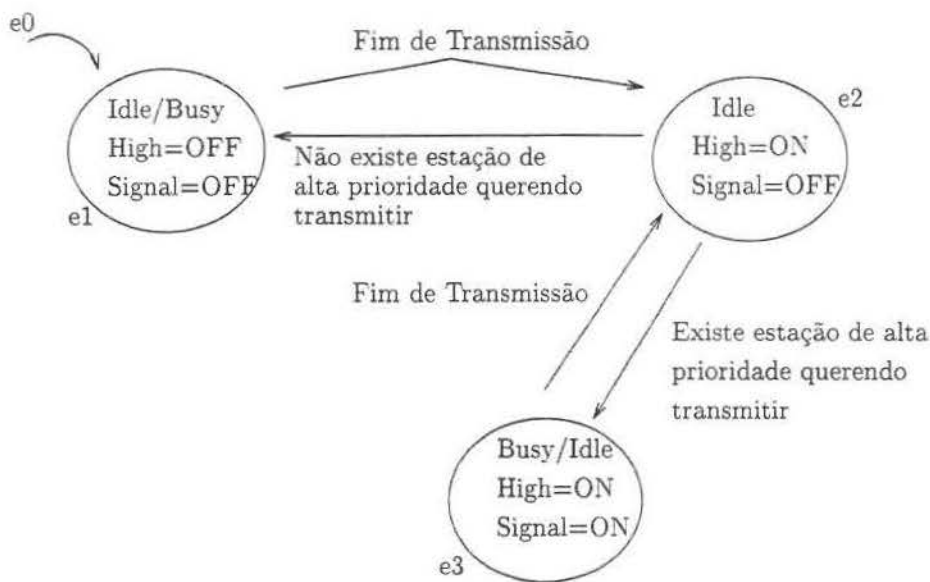 e0
Fim de Transmissão
Idle/Busy
High=OFF
Signal=OFF
e1
Idle
High=ON
Signal=OFF
e2
Não existe estação de
alta prioridade querendo
transmitir
Fim de Transmissão
Existe estação de alta
prioridade querendo
transmitir
Busy/Idle
High=ON
Signal=ON
e3